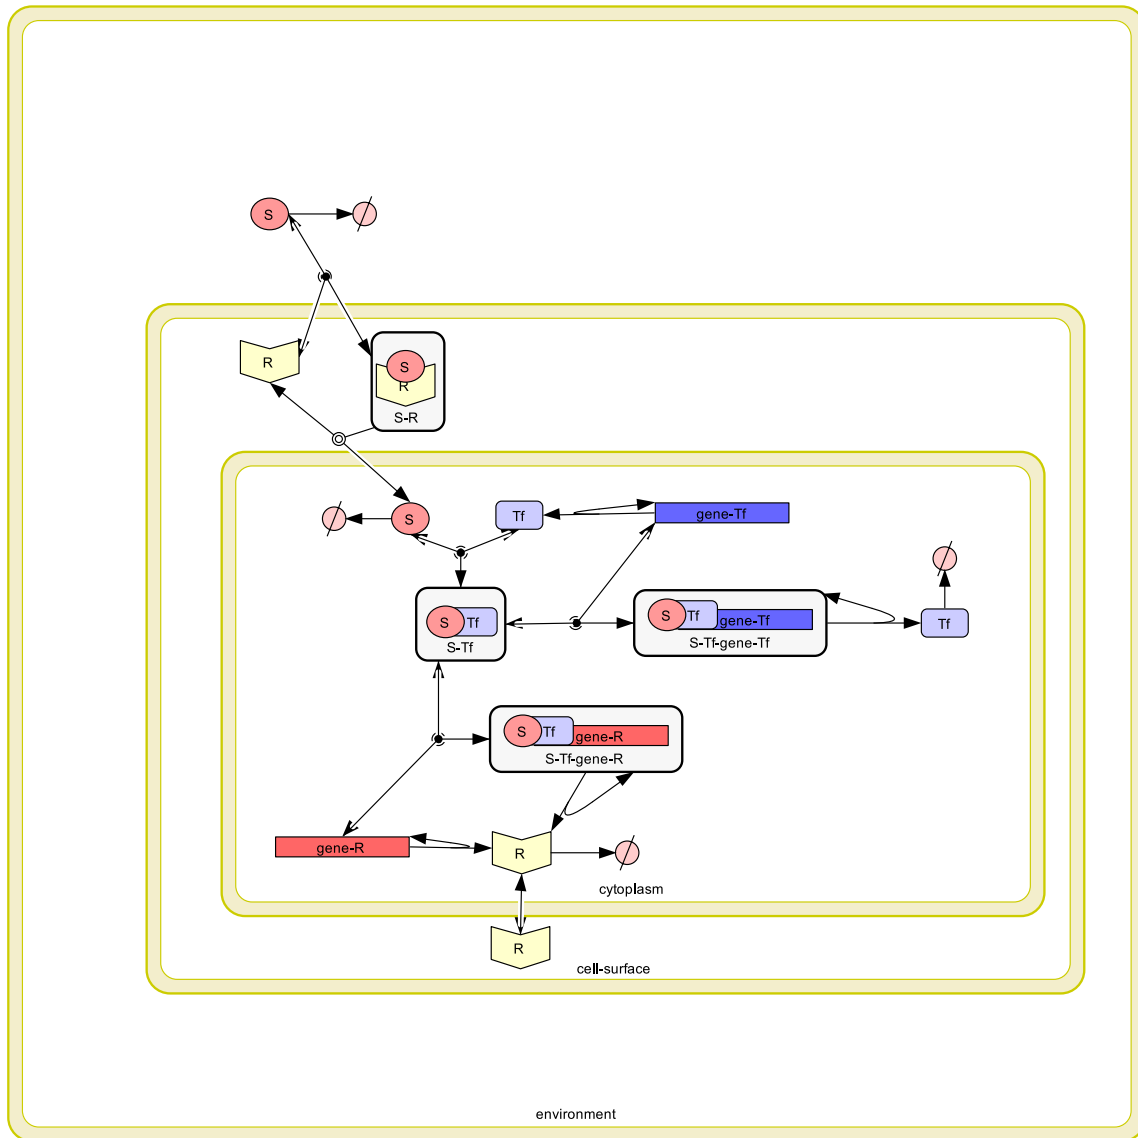 S
R
S
R
S-R
S
Tf
gene-Tf
S
Tf
S-Tf
S
Tf
gene-Tf
S-Tf-gene-Tf
Tf
S
Tf
gene-R
S-Tf-gene-R
gene-R
R
cytoplasm
R
cell-surface
environment